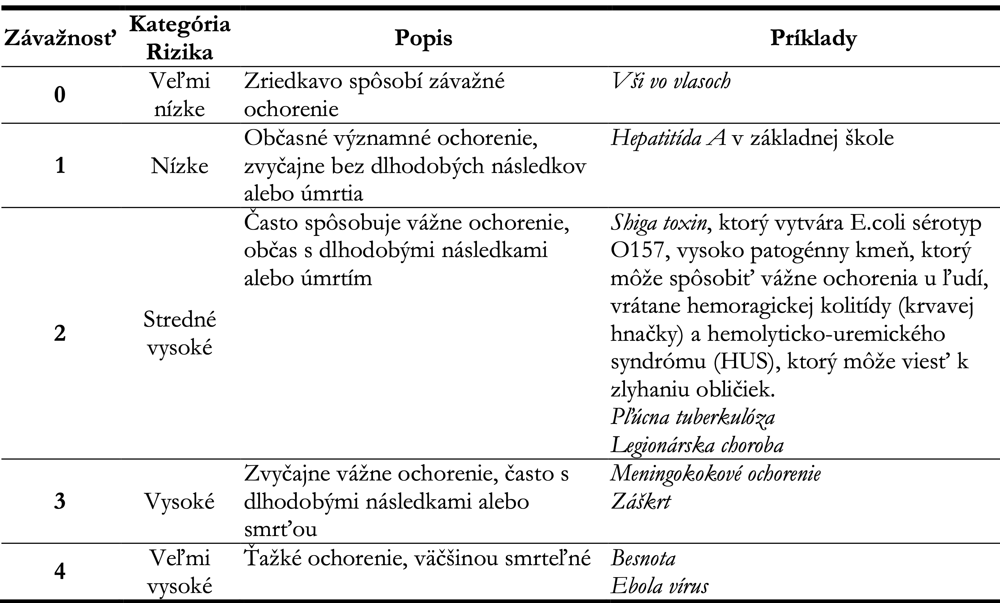 Závažnosť Kategória Rizika Popis Príklady
0 Veľmi nízke Zriedkavo spôsobí závažné ochorenie Vši vo vlasoch
1 Nízke Občasné významné ochorenie,
zvyčajne bez dlhodobých následkov
alebo úmrtia
Hepatitída A v základnej škole
2 Stredné vysoké
Často spôsobuje vážne ochorenie,
občas s dlhodobými následkami
alebo úmrtím
Shiga toxin, ktorý vytvára E.coli sérotyp
O157, vysoko patogénny kmeň, ktorý
môže spôsobiť vážne ochorenia u ľudí,
vrátane hemoragickej kolitídy (krvavej
hnačky) a hemolyticko-uremického
syndrómu (HUS), ktorý môže viesť k
zlyhaniu obličiek.
Pľúcna tuberkulóza
Legionárska choroba
3 Vysoké
Zvyčajne vážne ochorenie, často s
dlhodobými následkami alebo
smrťou
Meningokokové ochorenie
Záškrt
4 Veľmi vysoké
Ťažké ochorenie, väčšinou smrteľné
Besnota
Ebola vírus